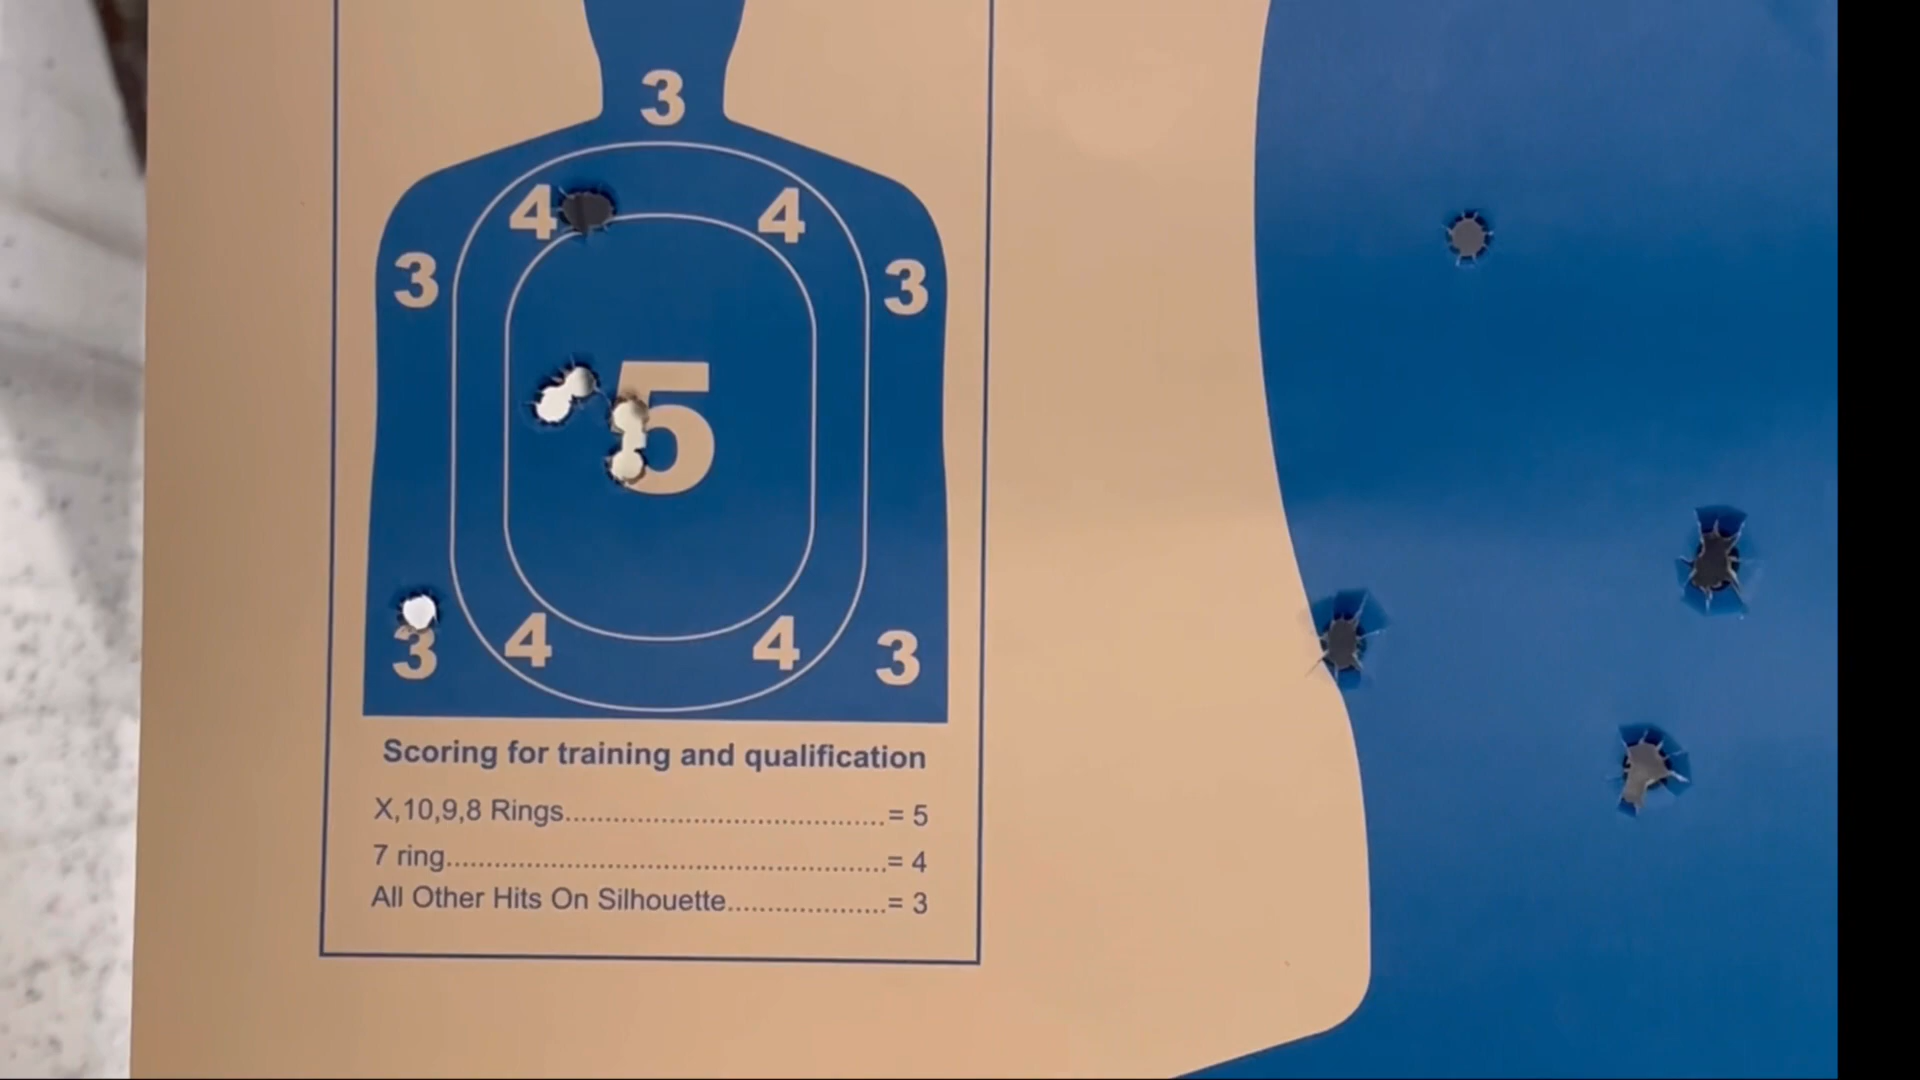 3
4 4
3 3
5
4 4
3 3
Scoring for training and qualification
X,10,9,8 Rings.....................................= 5
7 ring.....................................................= 4
All Other Hits On Silhouette....................= 3